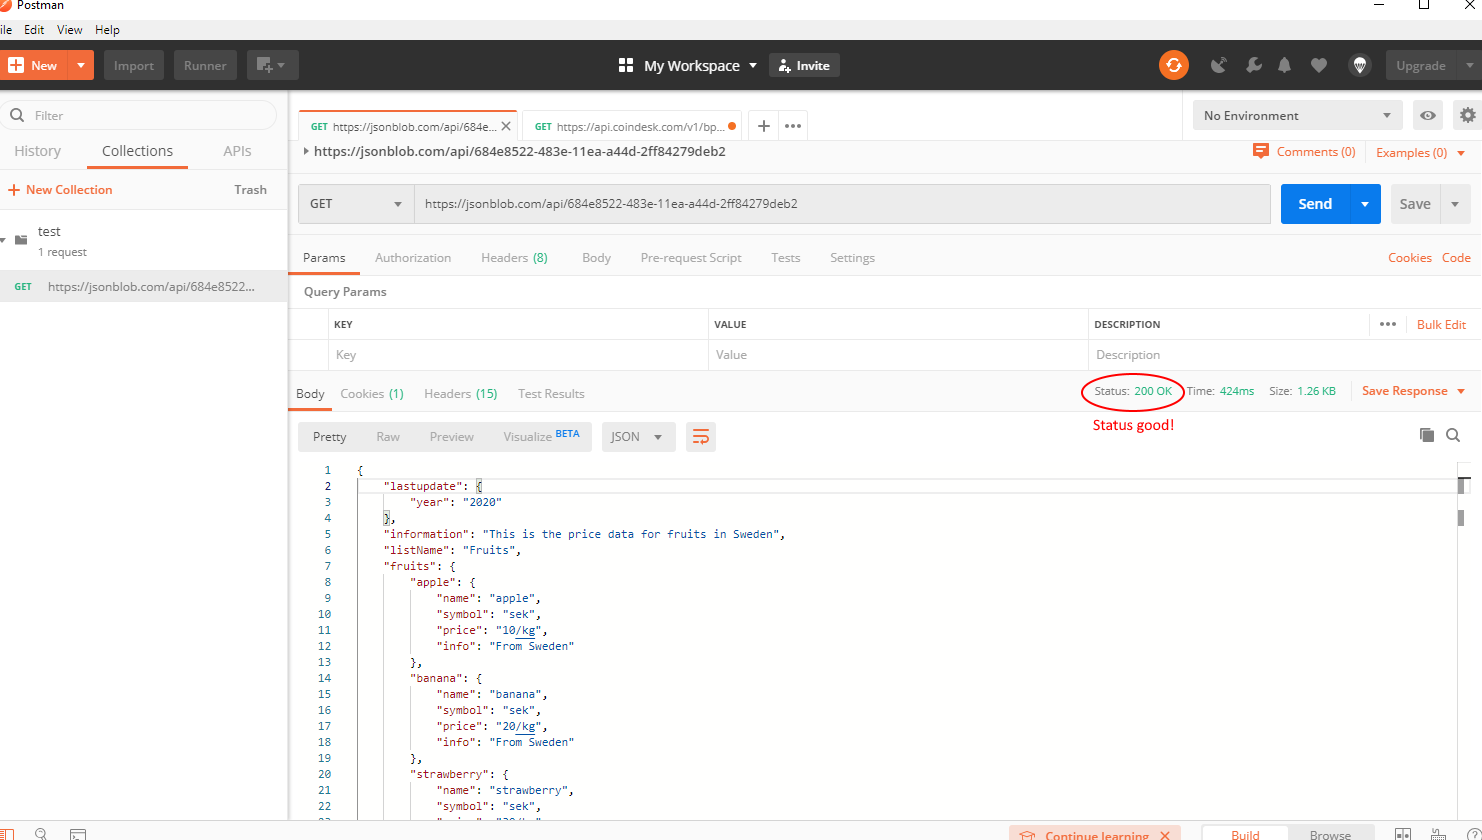 Postman
ile Edit View Help
New Import Runner My Workspace Invite Upgrade
Filter
History Collections APIs
New Collection Trash
test
1 request
GET https://jsonblob.com/api/684e8522...
GET https://jsonblob.com/api/684e... GET https://api.coindesk.com/v1/bp... No Environment
https://jsonblob.com/api/684e8522-483e-11ea-a44d-2ff84279deb2 Comments (0) Examples (0)
GET https://jsonblob.com/api/684e8522-483e-11ea-a44d-2ff84279deb2 Send Save
Params Authorization Headers (8) Body Pre-request Script Tests Settings Cookies Code
Query Params
KEY VALUE DESCRIPTION Bulk Edit
Key Value Description
Body Cookies (1) Headers (15) Test Results Status: 200 OK Time: 424ms Size: 1.26 KB Save Response
Status good!
Pretty Raw Preview Visualize BETA JSON
1 {
2 "lastupdate": {
3 "year": "2020"
4 },
5 "information": "This is the price data for fruits in Sweden",
6 "listName": "Fruits",
7 "fruits": {
8 "apple": {
9 "name": "apple",
10 "symbol": "sek",
11 "price": "10/kg",
12 "info": "From Sweden"
13 },
14 "banana": {
15 "name": "banana",
16 "symbol": "sek",
17 "price": "20/kg",
18 "info": "From Sweden"
19 },
20 "strawberry": {
21 "name": "strawberry",
22 "symbol": "sek",
Continue learning Build Browse